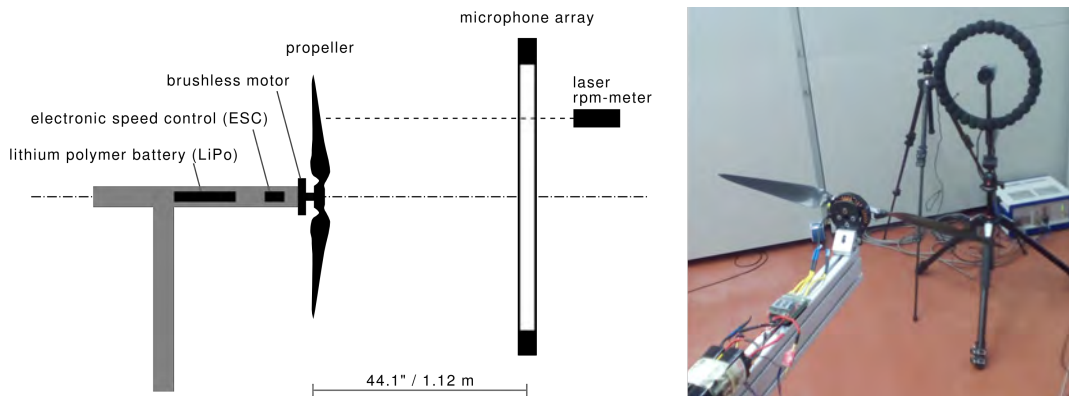 microphone array
propeller
brushless motor
laser
rpm-meter
electronic speed control (ESC)
lithium polymer battery (LiPo)
44.1" / 1.12 m